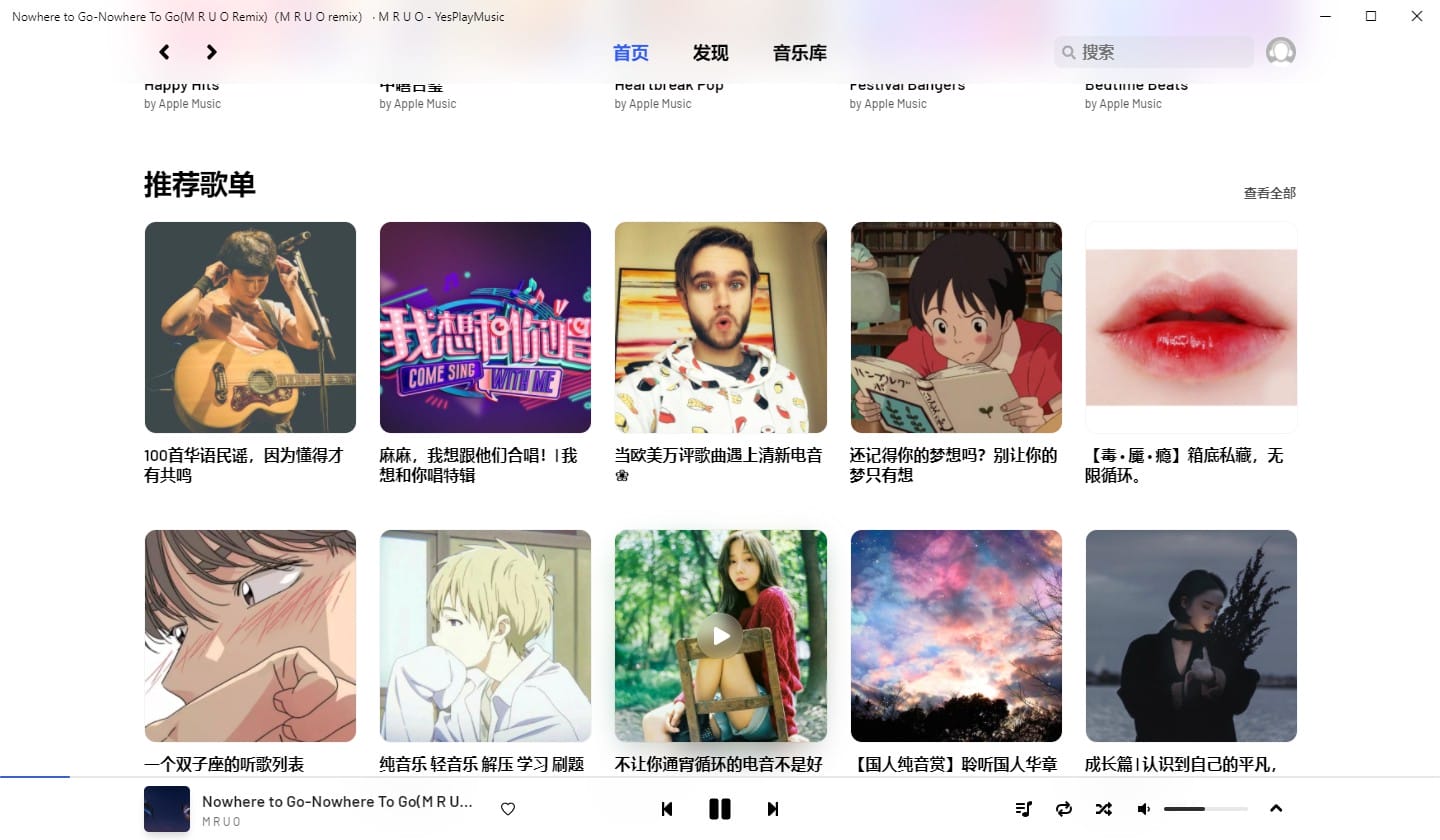 Nowhere to Go-Nowhere To Go(M R U O Remix)（M R U O remix） · M R U O - YesPlayMusic
首页 发现 音乐库 搜索
Happy Hits 中嘻合玺 Heartbreak Pop Festival Bangers Bedtime Beats
by Apple Music by Apple Music by Apple Music by Apple Music by Apple Music
推荐歌单
查看全部
我想和你唱
COME SING WITH ME
100首华语民谣，因为懂得才
有共鸣
麻麻，我想跟他们合唱！| 我
想和你唱特辑
当欧美万评歌曲遇上清新电音
❀
还记得你的梦想吗？别让你的
梦只有想
【毒 • 魇 • 瘾】箱底私藏，无
限循环。
一个双子座的听歌列表
纯音乐 轻音乐 解压 学习 刷题
不让你通宵循环的电音不是好
【国人纯音赏】聆听国人华章
成长篇 | 认识到自己的平凡，
Nowhere to Go-Nowhere To Go(M R U...
M R U O